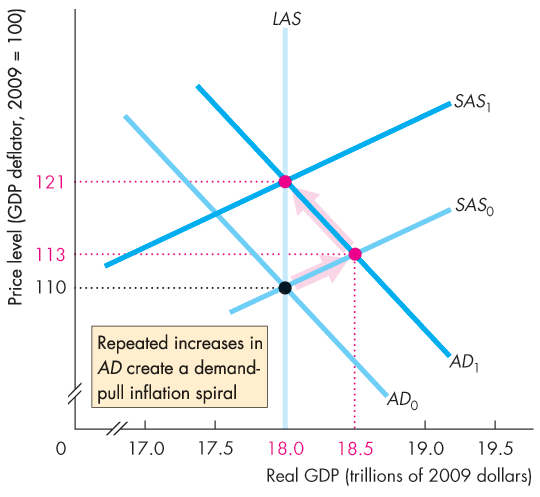 Price level (GDP deflator, 2009 = 100)
LAS
SAS1
121
SAS0
113
110
Repeated increases in
AD create a demand-
pull inflation spiral
AD1
AD0
0
17.0
17.5
18.0
18.5
19.0
19.5
Real GDP (trillions of 2009 dollars)